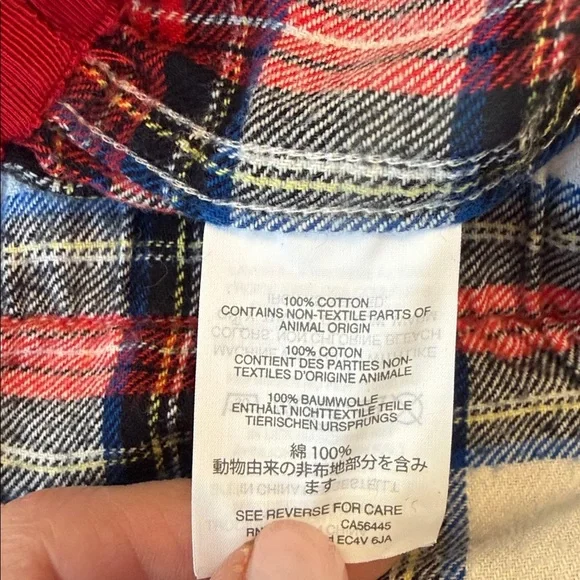 100% COTTON
CONTAINS NON-TEXTILE PARTS OF
ANIMAL ORIGIN
100% COTON
CONTIENT DES PARTIES NON-
TEXTILES D'ORIGINE ANIMALE
100% BAUMWOLLE
ENTHÄLT NICHTTEXTILE TEILE
TIERISCHEN URSPRUNGS
綿 100%
動物由来の非布地部分を含み
ます
SEE REVERSE FOR CARE
CA56445
RN EC4V 6JA